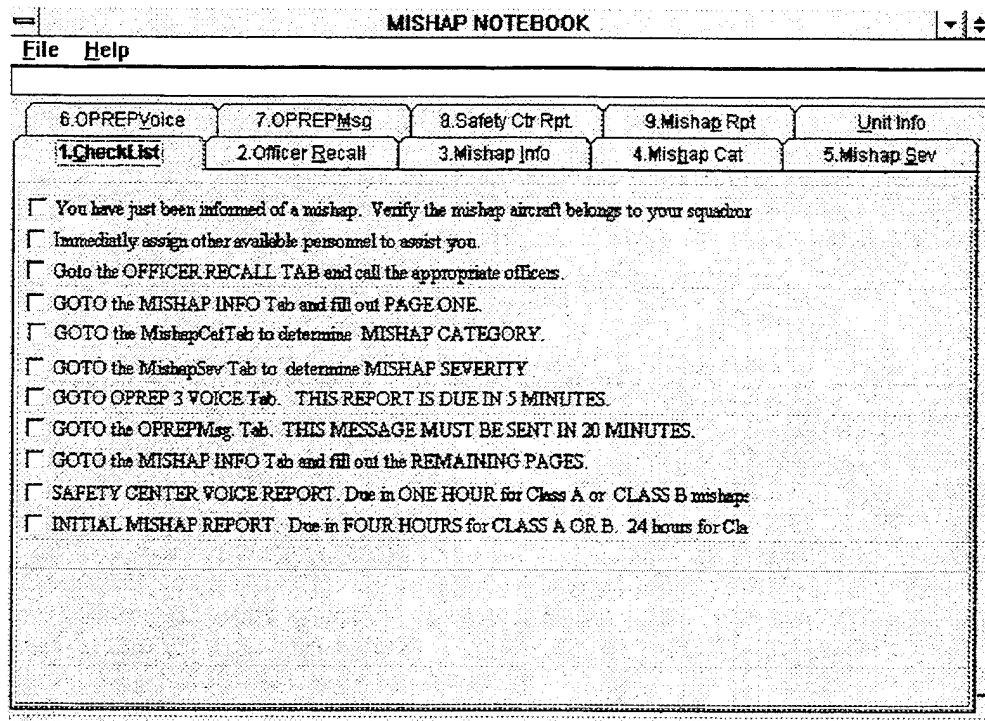 MISHAP NOTEBOOK
File Help
6.OPREPVoice 7.OPREPMsg 8.Safety Ctr Rpt. 9.Mishap Rpt Unit Info
1.CheckList 2.Officer Recall 3.Mishap Info 4.Mishap Cat 5.Mishap Sev
You have just been informed of a mishap. Verify the mishap aircraft belongs to your squadror
Immediatly assign other available personnel to assist you.
Goto the OFFICER RECALL TAB and call the appropriate officers.
GOTO the MISHAP INFO Tab and fill out PAGE ONE.
GOTO the MishapCatTab to determine MISHAP CATEGORY.
GOTO the MishapSev Tab to determine MISHAP SEVERITY
GOTO OPREP 3 VOICE Tab. THIS REPORT IS DUE IN 5 MINUTES.
GOTO the OPREPMsg. Tab. THIS MESSAGE MUST BE SENT IN 20 MINUTES.
GOTO the MISHAP INFO Tab and fill out the REMAINING PAGES.
SAFETY CENTER VOICE REPORT. Due in ONE HOUR for Class A or CLASS B mishaps
INITIAL MISHAP REPORT Due in FOUR HOURS for CLASS A OR B. 24 hours for Cla